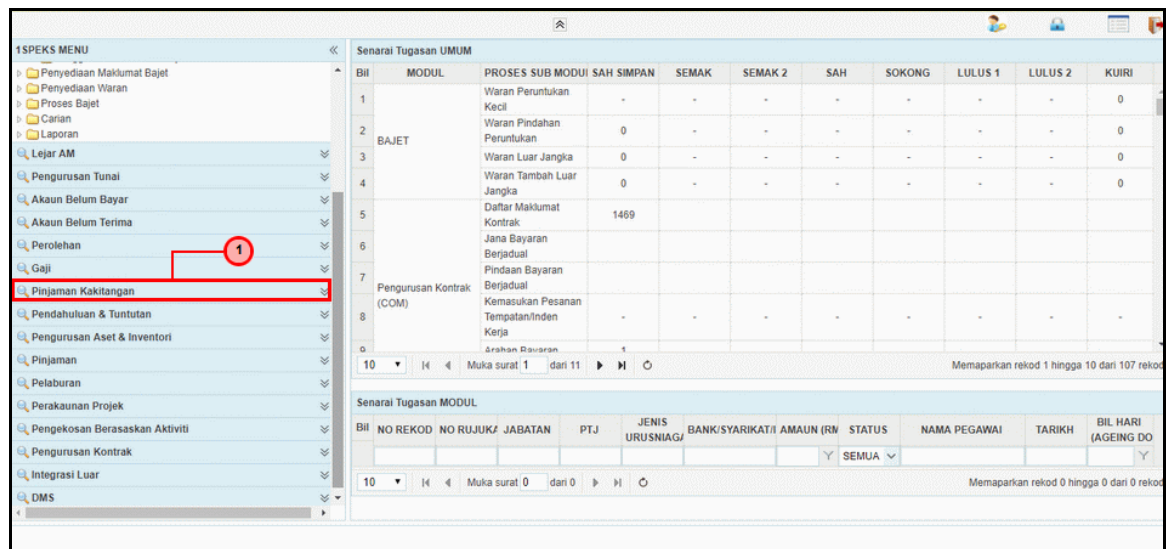 1SPEKS MENU
Penyediaan Maklumat Bajet
Penyediaan Waran
Proses Bajet
Carian
Laporan
Lejar AM
Pengurusan Tunai
Akaun Belum Bayar
Akaun Belum Terima
Perolehan
1
Gaji
Pinjaman Kakitangan
Pendahuluan & Tuntutan
Pengurusan Aset & Inventori
Pinjaman
Pelaburan
Perakaunan Projek
Pengekosan Berasaskan Aktiviti
Pengurusan Kontrak
Integrasi Luar
DMS
Senarai Tugasan UMUM
Bil MODUL PROSES SUB MODUL SAH SIMPAN SEMAK SEMAK 2 SAH SOKONG LULUS 1 LULUS 2 KUIRI
1 Waran Peruntukan Kecil - - - - - - - 0
2 BAJET Waran Pindahan Peruntukan 0 - - - - - - 0
3 Waran Luar Jangka 0 - - - - - - 0
4 Waran Tambah Luar Jangka 0 - - - - - - 0
5 Daftar Maklumat Kontrak 1469
6 Jana Bayaran Berjadual
7 Pengurusan Kontrak (COM) Pindaan Bayaran Berjadual
8 Kemasukan Pesanan Tempatan/Inden Kerja - - - - - - - -
9 Arahan Bayaran 1
10 Muka surat 1 dari 11 Memaparkan rekod 1 hingga 10 dari 107 rekod
Senarai Tugasan MODUL
Bil NO REKOD NO RUJUKA JABATAN PTJ JENIS URUSNIAGA BANK/SYARIKAT/I AMAUN (RM STATUS NAMA PEGAWAI TARIKH BIL HARI (AGEING DO
SEMUA
10 Muka surat 0 dari 0 Memaparkan rekod 0 hingga 0 dari 0 rekod